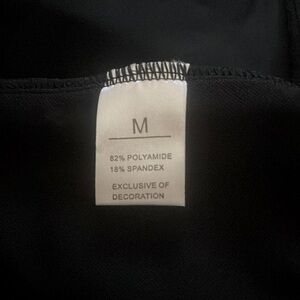 M
82% POLYAMIDE
18% SPANDEX
EXCLUSIVE OF
DECORATION